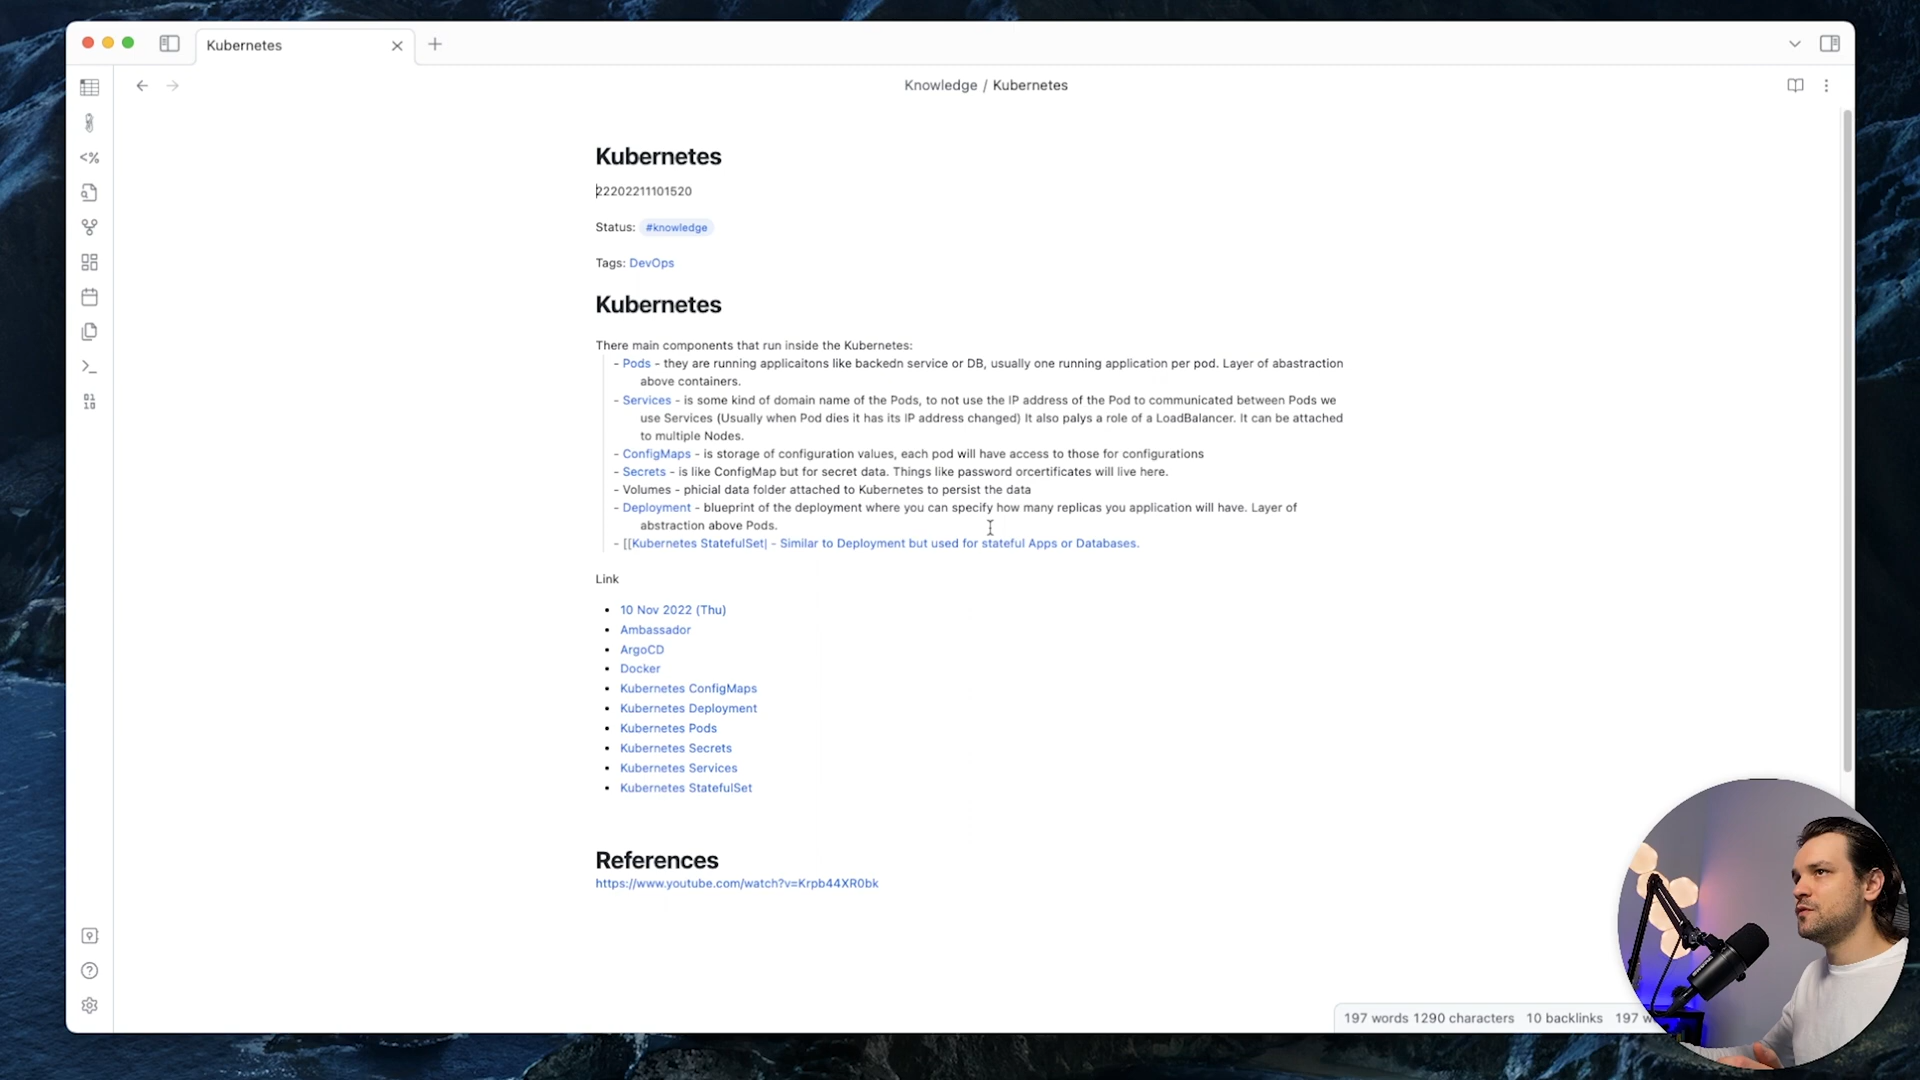 Kubernetes
Knowledge / Kubernetes
<%
Kubernetes
22202211101520
Status: #knowledge
Tags: DevOps
Kubernetes
There main components that run inside the Kubernetes:
- Pods - they are running applicaitons like backedn service or DB, usually one running application per pod. Layer of abastraction
above containers.
- Services - is some kind of domain name of the Pods, to not use the IP address of the Pod to communicated between Pods we
use Services (Usually when Pod dies it has its IP address changed) It also palys a role of a LoadBalancer. It can be attached
to multiple Nodes.
- ConfigMaps - is storage of configuration values, each pod will have access to those for configurations
- Secrets - is like ConfigMap but for secret data. Things like password orcertificates will live here.
- Volumes - phicial data folder attached to Kubernetes to persist the data
- Deployment - blueprint of the deployment where you can specify how many replicas you application will have. Layer of
abstraction above Pods.
- [[Kubernetes StatefulSet| - Similar to Deployment but used for stateful Apps or Databases.
Link
• 10 Nov 2022 (Thu)
• Ambassador
• ArgoCD
• Docker
• Kubernetes ConfigMaps
• Kubernetes Deployment
• Kubernetes Pods
• Kubernetes Secrets
• Kubernetes Services
• Kubernetes StatefulSet
References
https://www.youtube.com/watch?v=Krpb44XR0bk
197 words 1290 characters 10 backlinks 197 w